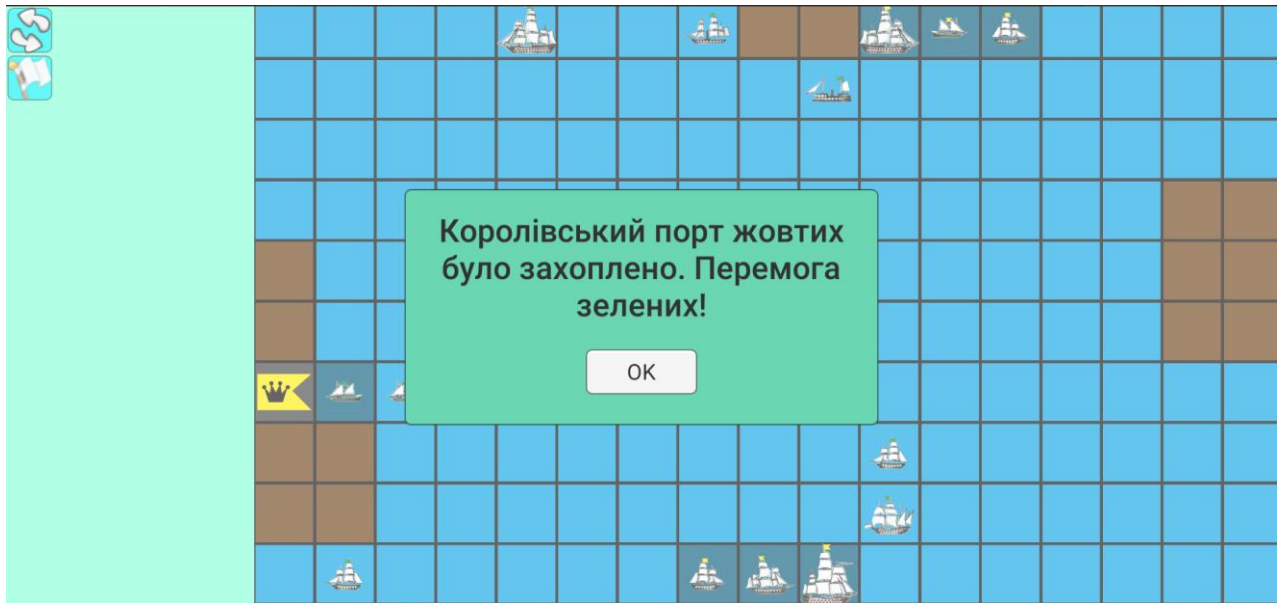 Королівський порт жовтих
було захоплено. Перемога
зелених!
OK